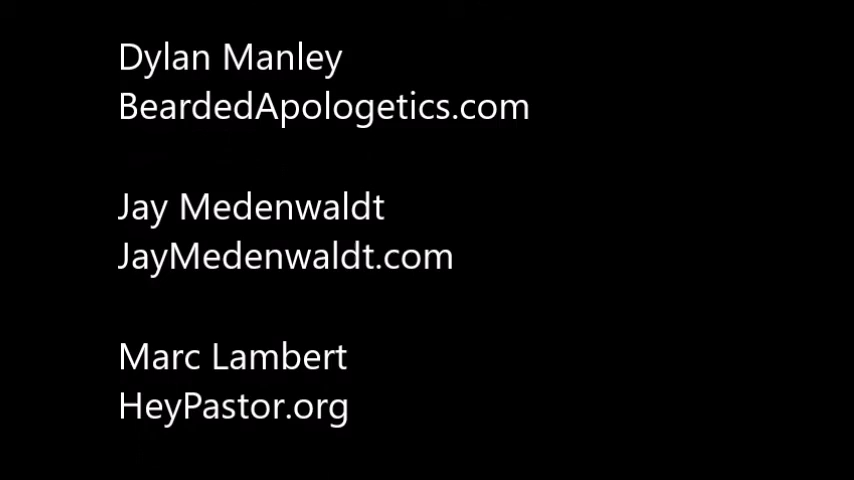 Dylan Manley
BeardedApologetics.com
Jay Medenwaldt
JayMedenwaldt.com
Marc Lambert
HeyPastor.org